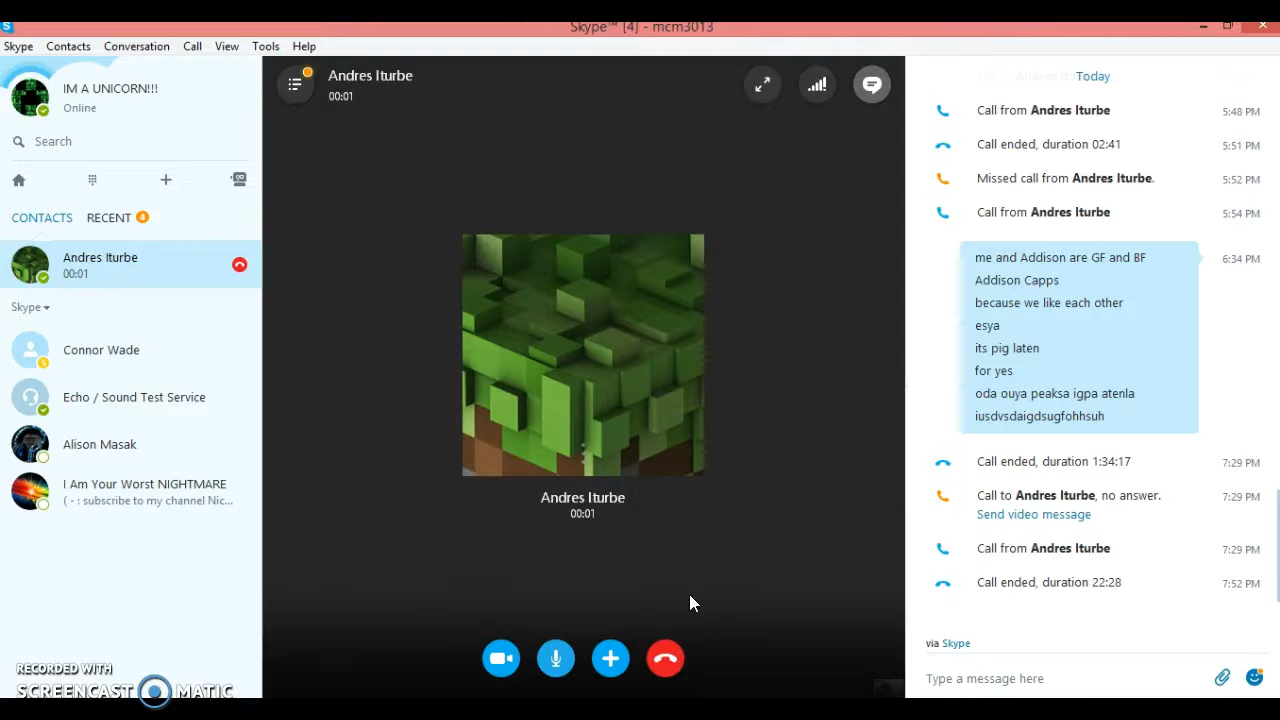 Skype™ [4] - mcm3013
Skype Contacts Conversation Call View Tools Help
IM A UNICORN!!!
Online
Search
CONTACTS RECENT 4
Andres Iturbe
00:01
Skype
Connor Wade
Echo / Sound Test Service
Alison Masak
I Am Your Worst NIGHTMARE
( - : subscribe to my channel Nic...
RECORDED WITH
SCREENCAST MATIC
Andres Iturbe
00:01
Andres Iturbe
00:01
Today
Call from Andres Iturbe 5:48 PM
Call ended, duration 02:41 5:51 PM
Missed call from Andres Iturbe. 5:52 PM
Call from Andres Iturbe 5:54 PM
me and Addison are GF and BF 6:34 PM
Addison Capps
because we like each other
esya
its pig laten
for yes
oda ouya peaksa igpa atenla
iusdvsdaigdsugfohhsuh
Call ended, duration 1:34:17 7:29 PM
Call to Andres Iturbe, no answer. 7:29 PM
Send video message
Call from Andres Iturbe 7:29 PM
Call ended, duration 22:28 7:52 PM
via Skype
Type a message here